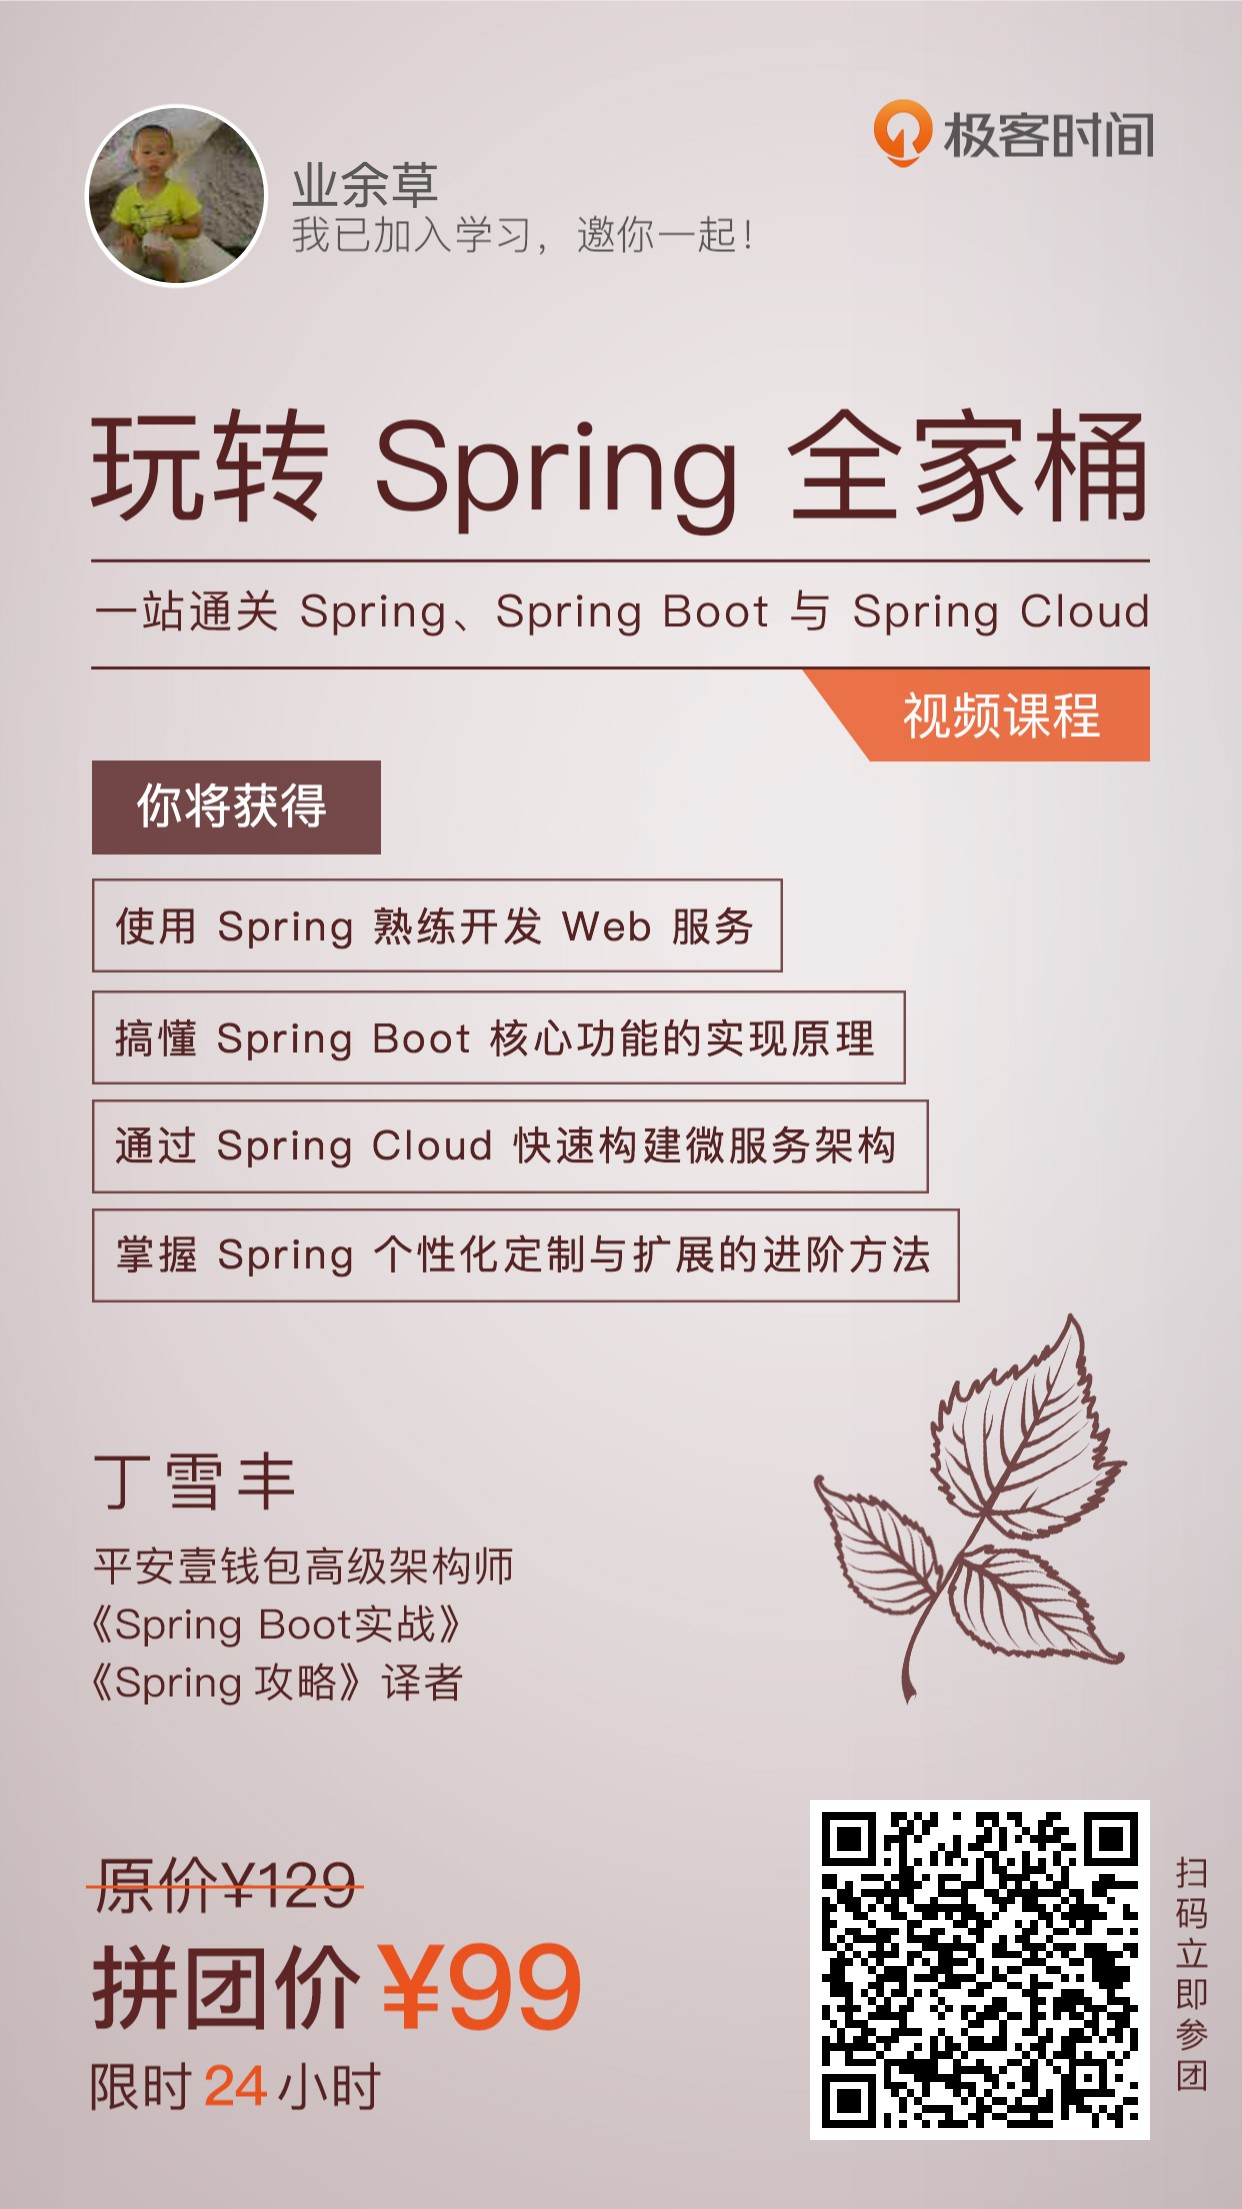 极客时间
业余草
我已加入学习，邀你一起！
玩转 Spring 全家桶
一站通关 Spring、Spring Boot 与 Spring Cloud
视频课程
你将获得
使用 Spring 熟练开发 Web 服务
搞懂 Spring Boot 核心功能的实现原理
通过 Spring Cloud 快速构建微服务架构
掌握 Spring 个性化定制与扩展的进阶方法
丁雪丰
平安壹钱包高级架构师
《Spring Boot实战》
《Spring 攻略》译者
原价¥129
拼团价 ¥99
限时 24 小时
扫码立即参团